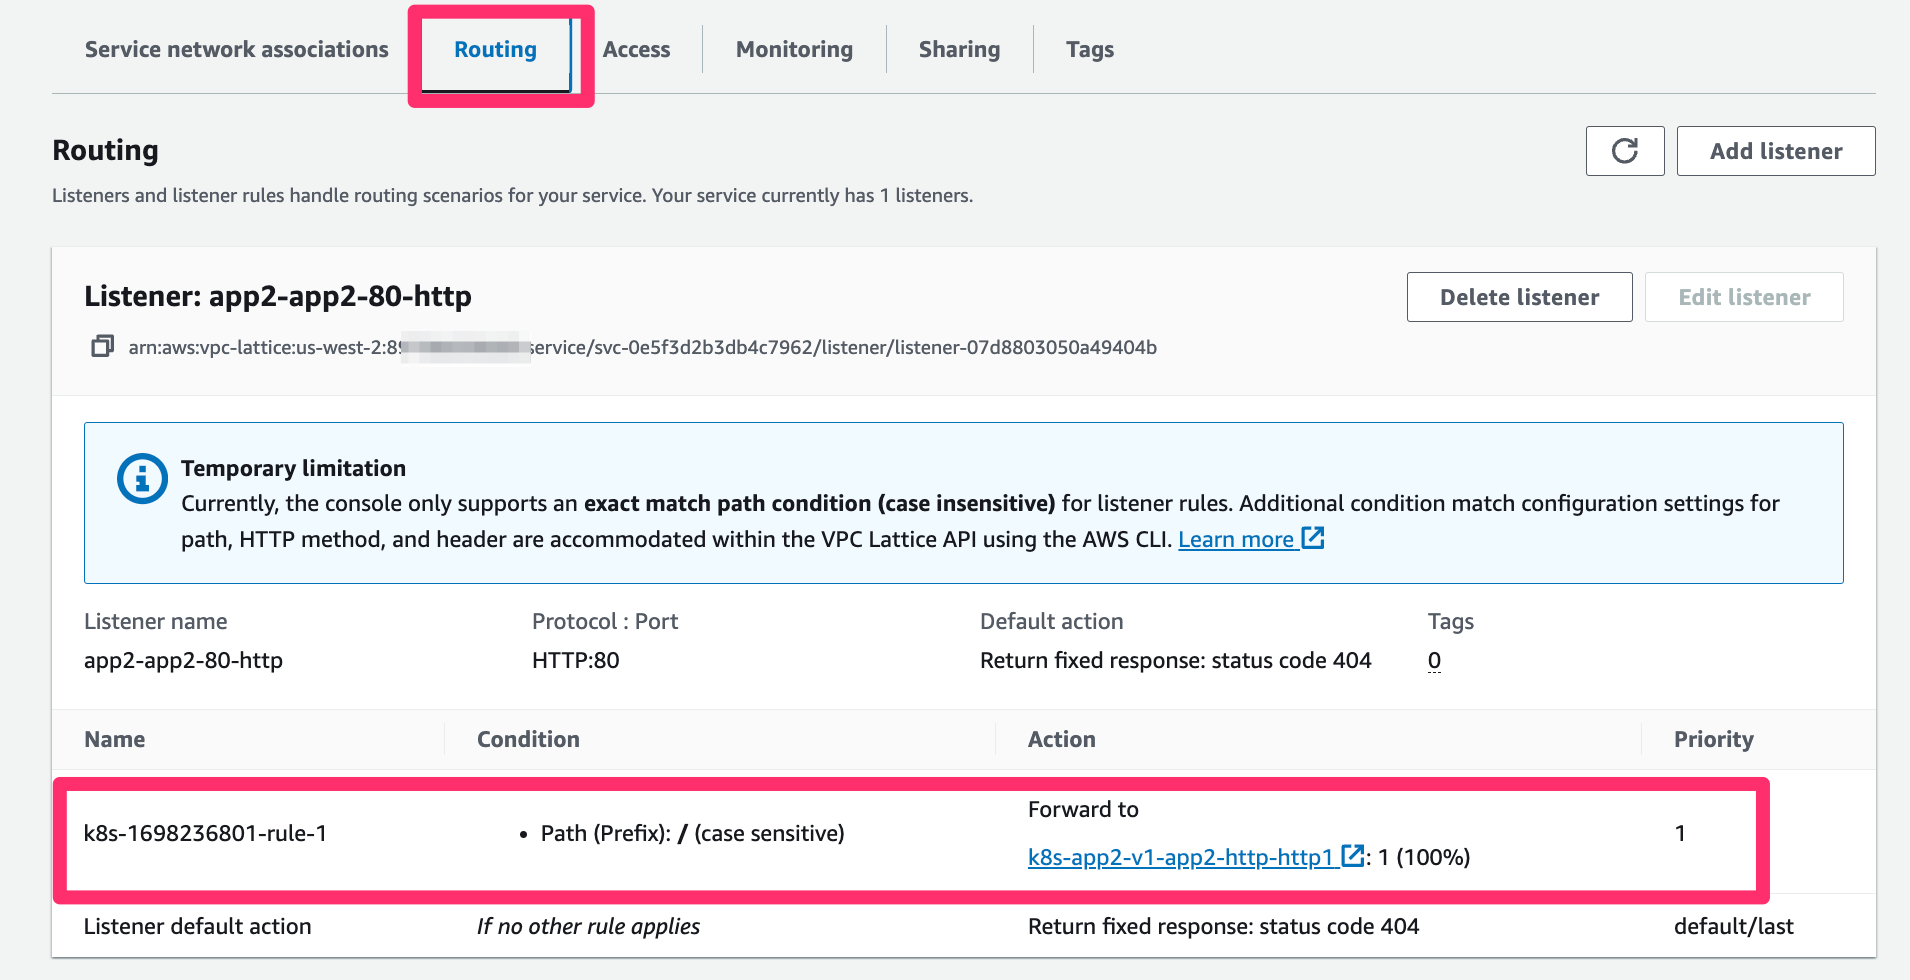 Service network associations Routing Access Monitoring Sharing Tags
Routing
Add listener
Listeners and listener rules handle routing scenarios for your service. Your service currently has 1 listeners.
Listener: app2-app2-80-http
Delete listener Edit listener
arn:aws:vpc-lattice:us-west-2:89 service/svc-0e5f3d2b3db4c7962/listener/listener-07d8803050a49404b
Temporary limitation
Currently, the console only supports an exact match path condition (case insensitive) for listener rules. Additional condition match configuration settings for
path, HTTP method, and header are accommodated within the VPC Lattice API using the AWS CLI. Learn more
Listener name Protocol : Port Default action Tags
app2-app2-80-http HTTP:80 Return fixed response: status code 404 0
Name Condition Action Priority
k8s-1698236801-rule-1 • Path (Prefix): / (case sensitive) Forward to 1
k8s-app2-v1-app2-http-http1 : 1 (100%)
Listener default action If no other rule applies Return fixed response: status code 404 default/last